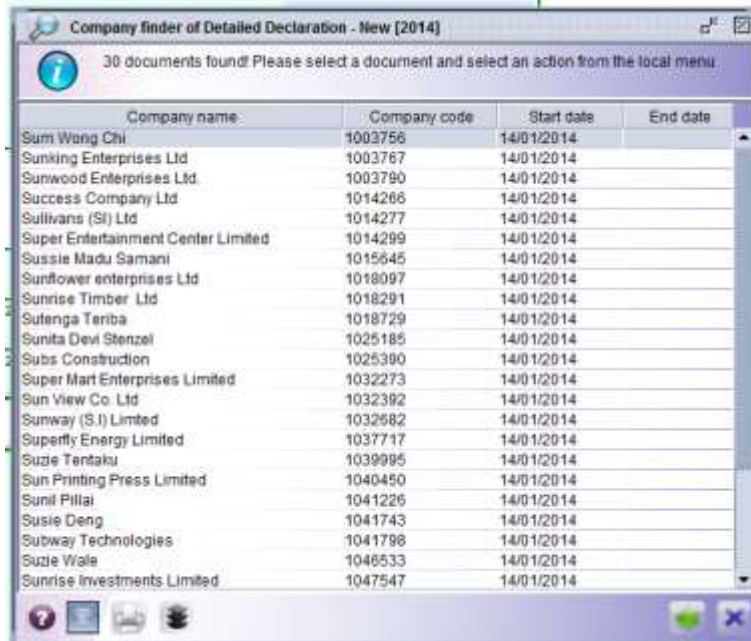 Company finder of Detailed Declaration - New [2014]
30 documents found! Please select a document and select an action from the local menu
Company name Company code Start date End date
Sum Wong Chi 1003756 14/01/2014
Sunking Enterprises Ltd 1003767 14/01/2014
Sunwood Enterprises Ltd. 1003790 14/01/2014
Success Company Ltd 1014266 14/01/2014
Sullivans (SI) Ltd 1014277 14/01/2014
Super Entertainment Center Limited 1014299 14/01/2014
Sussie Madu Samani 1015645 14/01/2014
Sunflower enterprises Ltd 1018097 14/01/2014
Sunrise Timber Ltd 1018291 14/01/2014
Sutenga Teriba 1018729 14/01/2014
Sunita Devi Stenzel 1025185 14/01/2014
Subs Construction 1025390 14/01/2014
Super Mart Enterprises Limited 1032273 14/01/2014
Sun View Co. Ltd 1032392 14/01/2014
Sunway (S.I) Limted 1032682 14/01/2014
Superfly Energy Limited 1037717 14/01/2014
Suzie Tentaku 1039995 14/01/2014
Sun Printing Press Limited 1040450 14/01/2014
Sunil Pillai 1041226 14/01/2014
Susie Deng 1041743 14/01/2014
Subway Technologies 1041798 14/01/2014
Suzie Wale 1046533 14/01/2014
Sunrise Investments Limited 1047547 14/01/2014